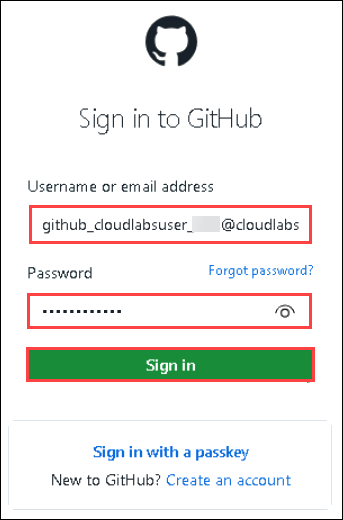 Sign in to GitHub
Username or email address
github_cloudlabsuser_ @cloudlabs
Password Forgot password?
••••••••••••
Sign in
Sign in with a passkey
New to GitHub? Create an account